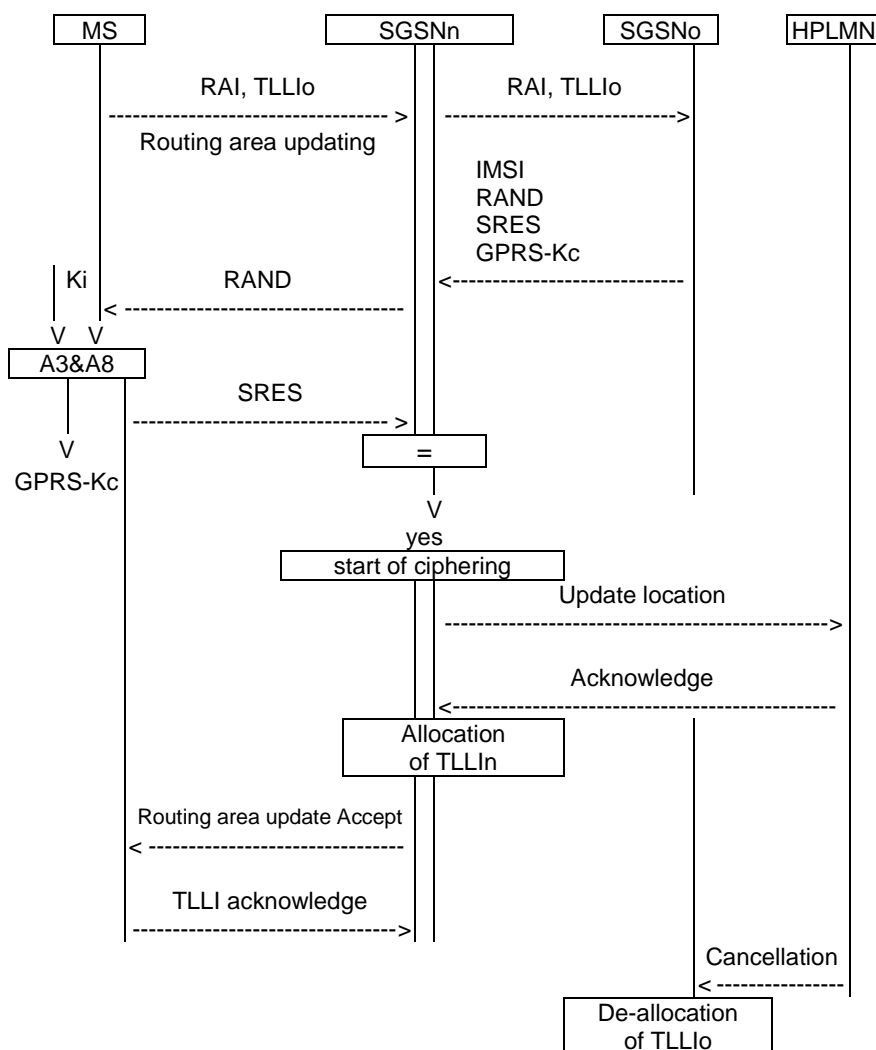 MS SGSNn SGSNo HPLMN
RAI, TLLIo RAI, TLLIo
Routing area updating
IMSI
RAND
SRES
GPRS-Kc
Ki RAND
V V
A3&A8
SRES
V
=
GPRS-Kc
V
yes
start of ciphering
Update location
Acknowledge
Allocation
of TLLIn
Routing area update Accept
TLLI acknowledge
Cancellation
De-allocation
of TLLIo